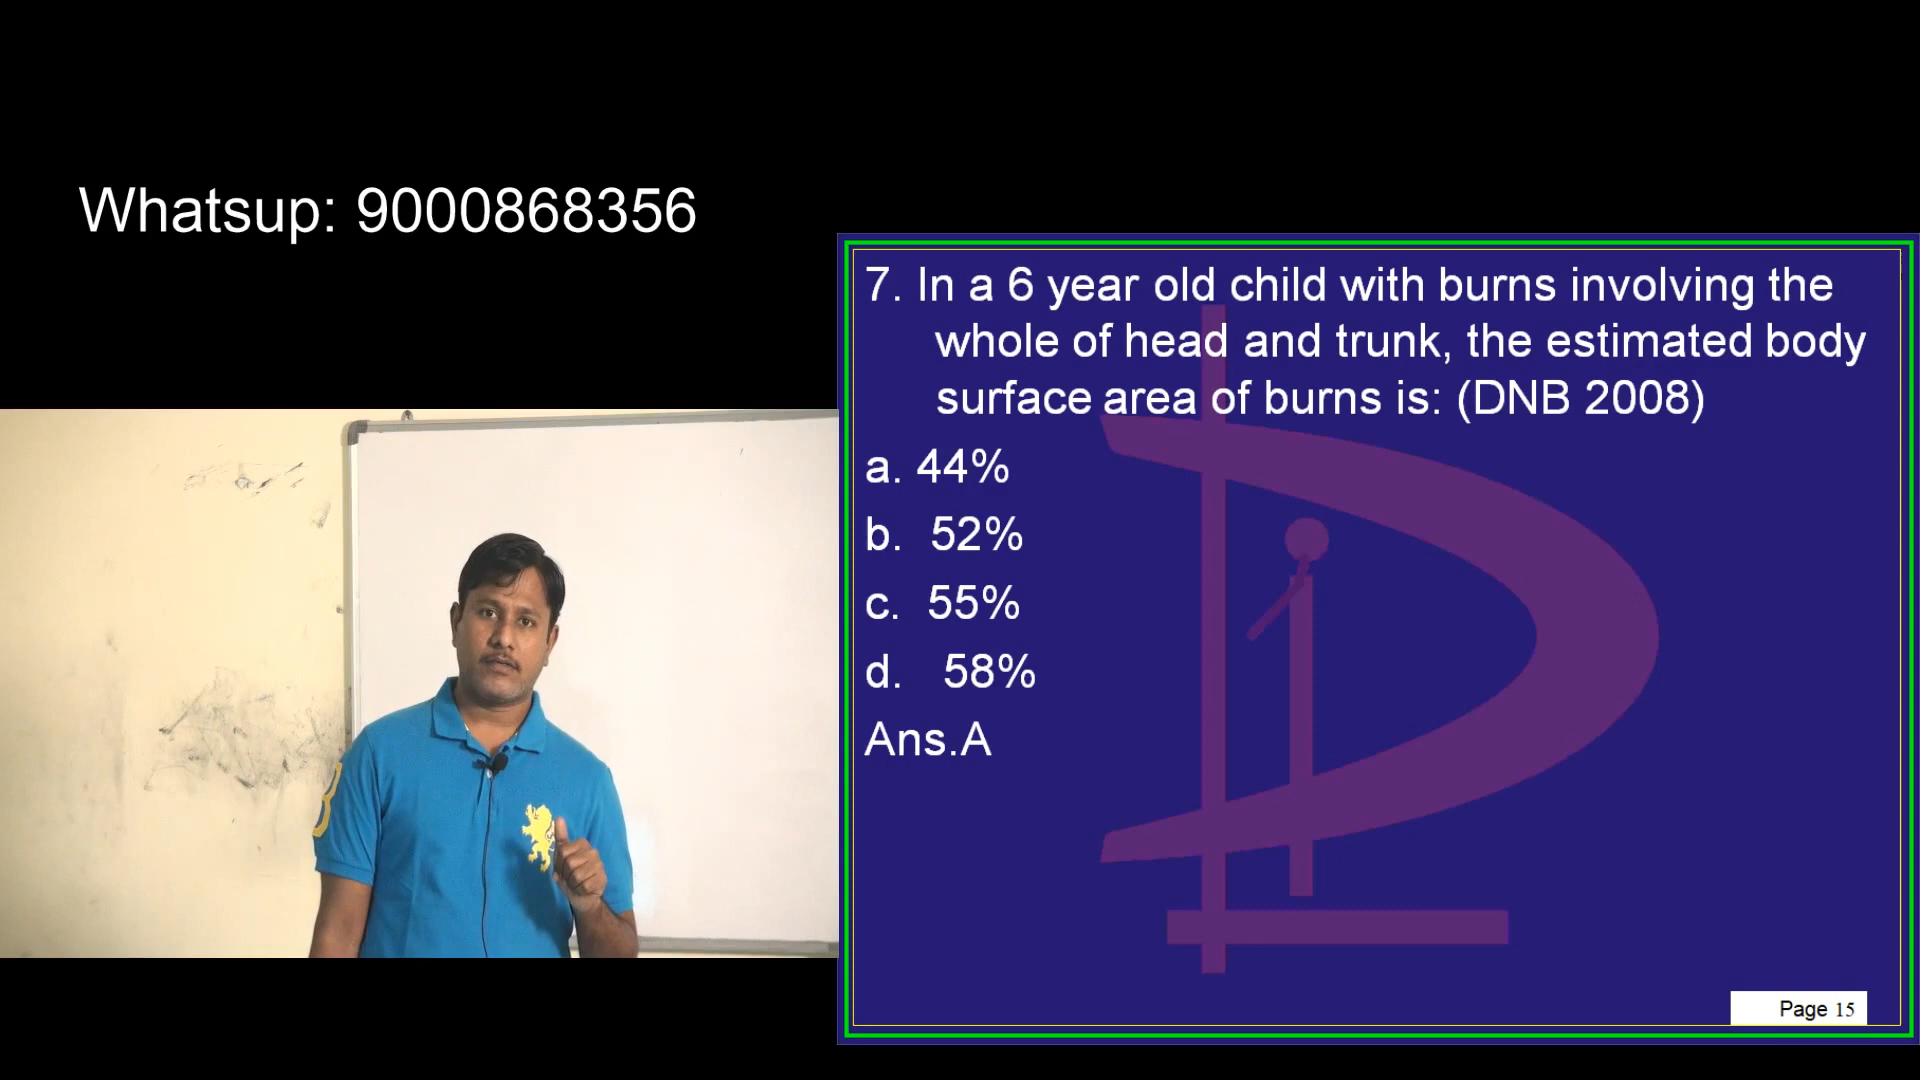 Whatsup: 9000868356
7. In a 6 year old child with burns involving the
whole of head and trunk, the estimated body
surface area of burns is: (DNB 2008)
a. 44%
b. 52%
c. 55%
d. 58%
Ans.A
Page 15